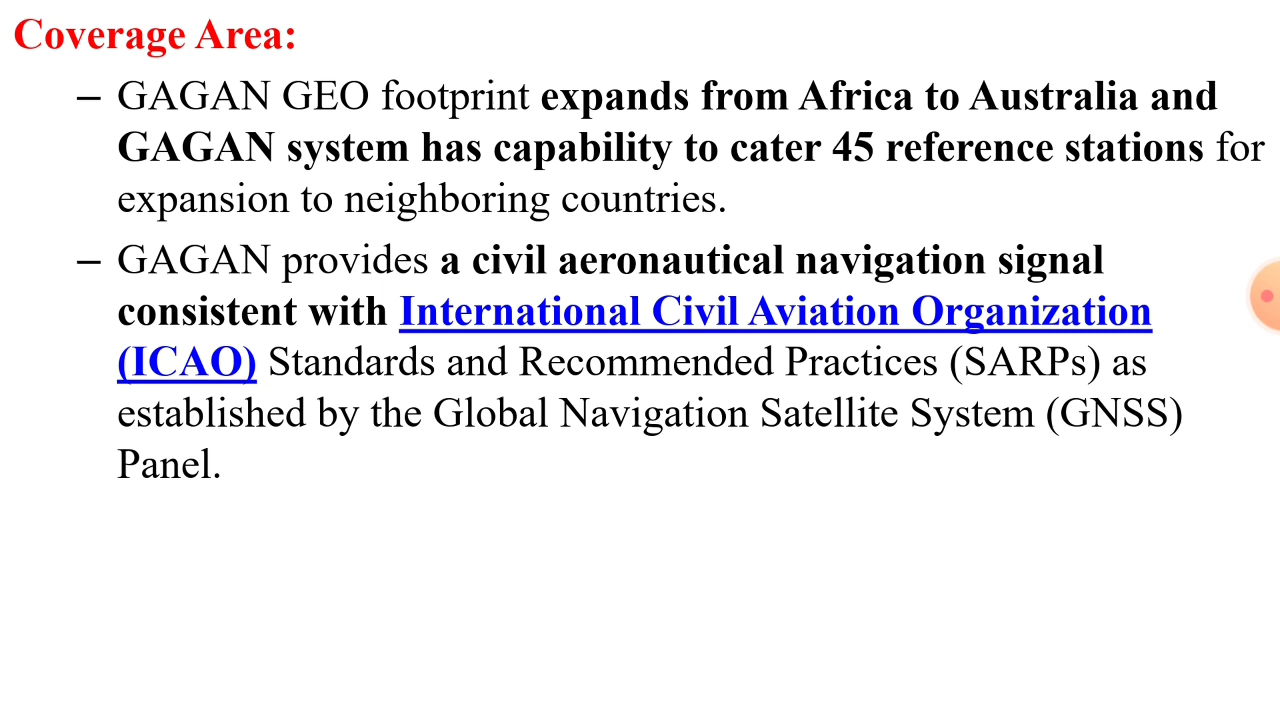 Coverage Area:
– GAGAN GEO footprint expands from Africa to Australia and
GAGAN system has capability to cater 45 reference stations for
expansion to neighboring countries.
– GAGAN provides a civil aeronautical navigation signal
consistent with International Civil Aviation Organization
(ICAO) Standards and Recommended Practices (SARPs) as
established by the Global Navigation Satellite System (GNSS)
Panel.